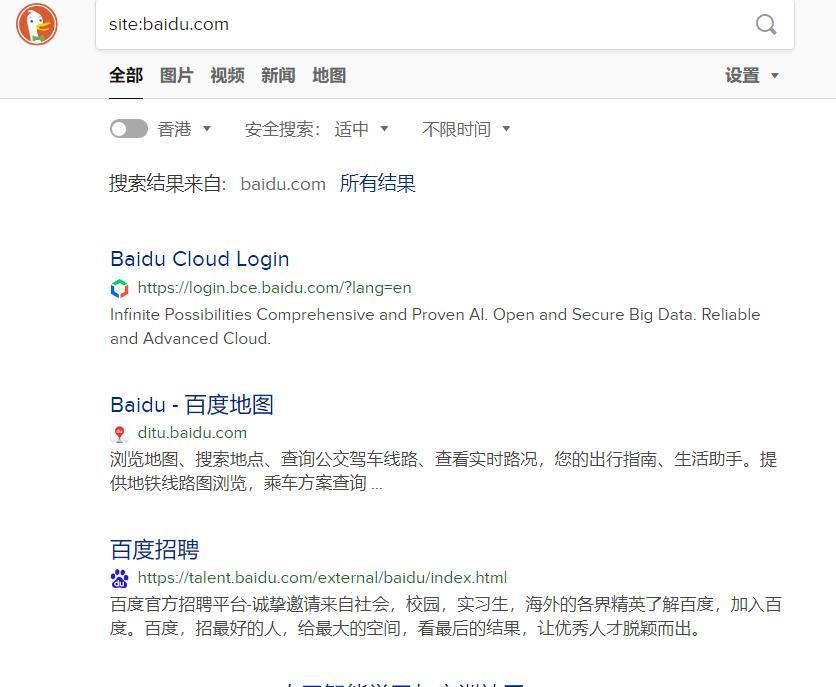 site:baidu.com
全部 图片 视频 新闻 地图 设置
香港 安全搜索： 适中 不限时间
搜索结果来自: baidu.com 所有结果
Baidu Cloud Login
https://login.bce.baidu.com/?lang=en
Infinite Possibilities Comprehensive and Proven AI. Open and Secure Big Data. Reliable
and Advanced Cloud.
Baidu - 百度地图
ditu.baidu.com
浏览地图、搜索地点、查询公交驾车线路、查看实时路况，您的出行指南、生活助手。提
供地铁线路图浏览，乘车方案查询 ...
百度招聘
https://talent.baidu.com/external/baidu/index.html
百度官方招聘平台-诚挚邀请来自社会，校园，实习生，海外的各界精英了解百度，加入百
度。百度，招最好的人，给最大的空间，看最后的结果，让优秀人才脱颖而出。